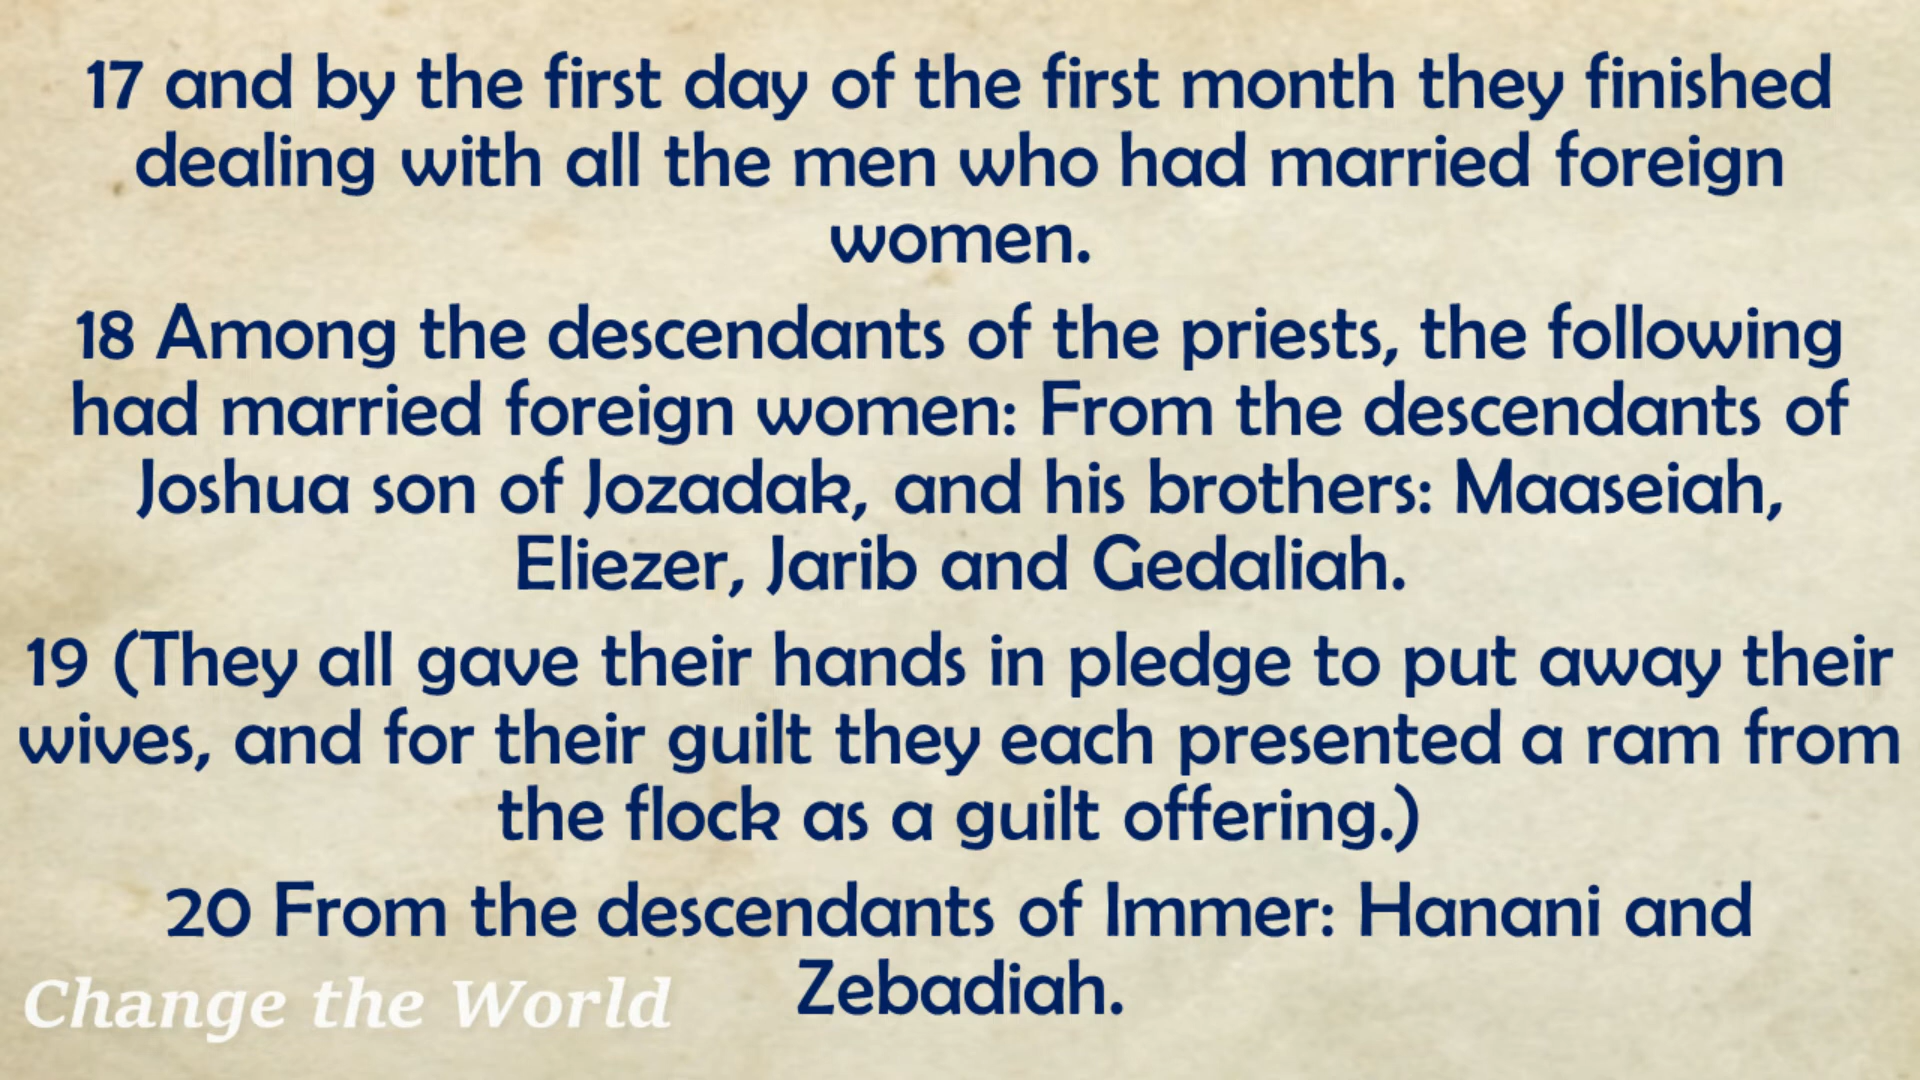 17 and by the first day of the first month they finished
dealing with all the men who had married foreign
women.
18 Among the descendants of the priests, the following
had married foreign women: From the descendants of
Joshua son of Jozadak, and his brothers: Maaseiah,
Eliezer, Jarib and Gedaliah.
19 (They all gave their hands in pledge to put away their
wives, and for their guilt they each presented a ram from
the flock as a guilt offering.)
20 From the descendants of Immer: Hanani and
Zebadiah.
Change the World